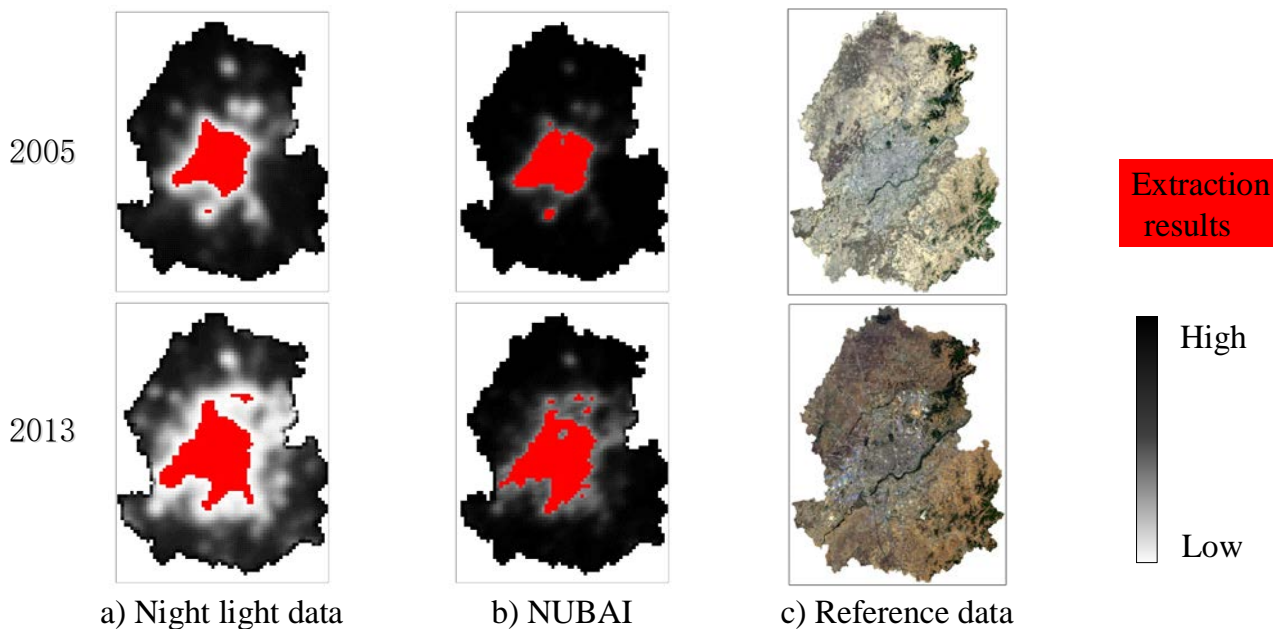 2005
Extraction
results
2013
High
Low
a) Night light data
b) NUBAI
c) Reference data